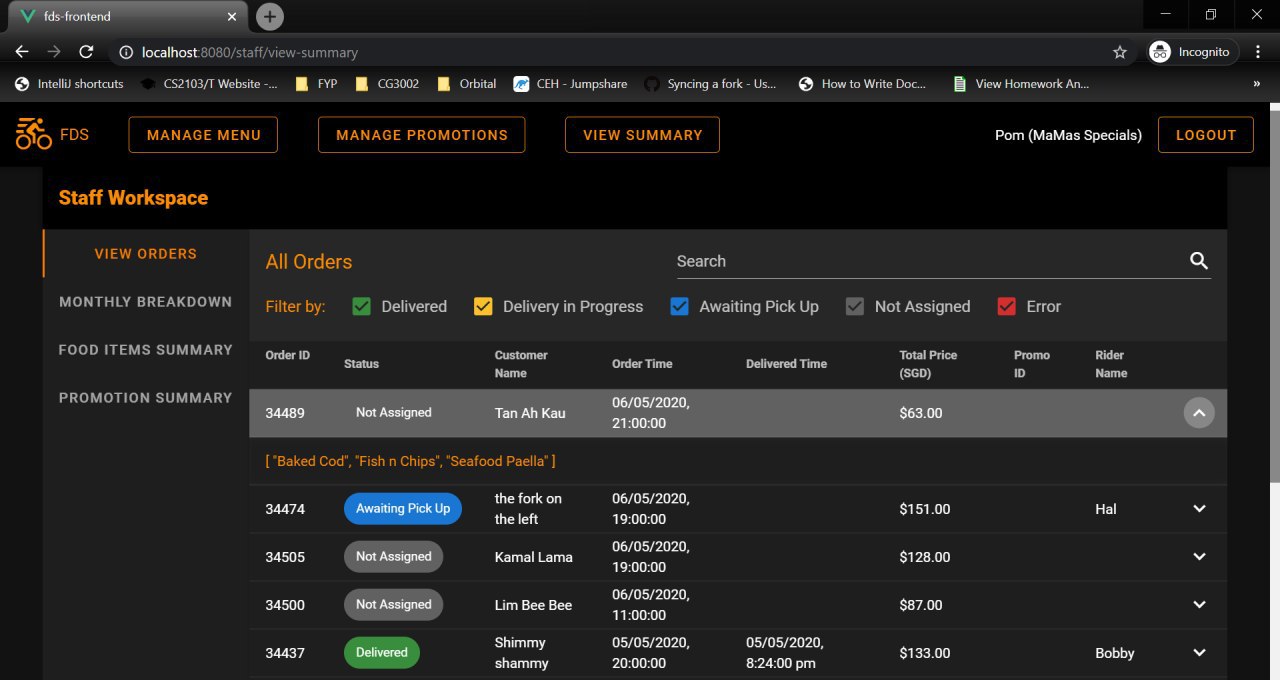 fds-frontend
localhost:8080/staff/view-summary
Incognito
IntelliJ shortcuts
CS2103/T Website -...
FYP
CG3002
Orbital
CEH - Jumpshare
Syncing a fork - Us...
How to Write Doc...
View Homework An...
»
FDS
MANAGE MENU
MANAGE PROMOTIONS
VIEW SUMMARY
Pom (MaMas Specials)
LOGOUT
Staff Workspace
VIEW ORDERS
MONTHLY BREAKDOWN
FOOD ITEMS SUMMARY
PROMOTION SUMMARY
All Orders
Search
Filter by:
Delivered
Delivery in Progress
Awaiting Pick Up
Not Assigned
Error
Order ID
Status
Customer
Name
Order Time
Delivered Time
Total Price
(SGD)
Promo
ID
Rider
Name
34489
Not Assigned
Tan Ah Kau
06/05/2020,
21:00:00
$63.00
[ "Baked Cod", "Fish n Chips", "Seafood Paella" ]
34474
Awaiting Pick Up
the fork on
the left
06/05/2020,
19:00:00
$151.00
Hal
34505
Not Assigned
Kamal Lama
06/05/2020,
19:00:00
$128.00
34500
Not Assigned
Lim Bee Bee
06/05/2020,
11:00:00
$87.00
34437
Delivered
Shimmy
shammy
05/05/2020,
20:00:00
05/05/2020,
8:24:00 pm
$133.00
Bobby